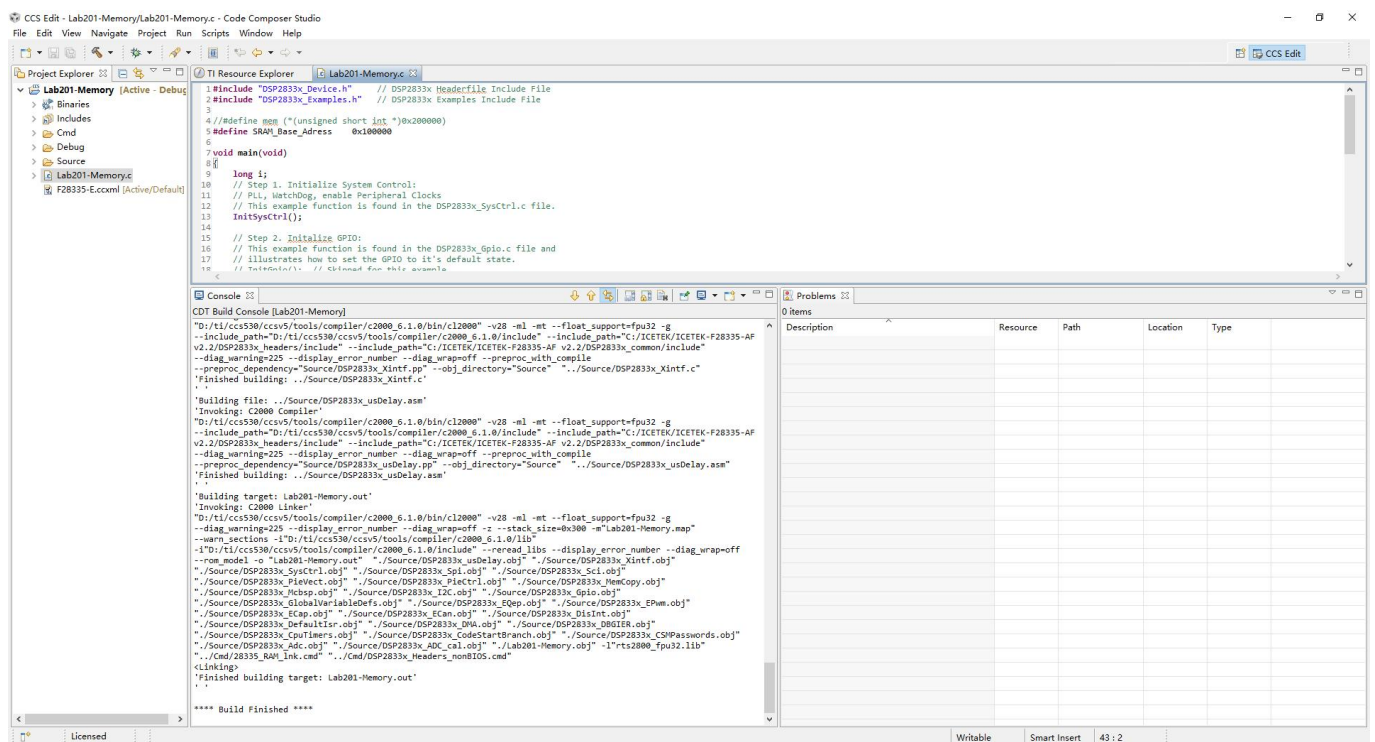 CCS Edit - Lab201-Memory/Lab201-Memory.c - Code Composer Studio
File Edit View Navigate Project Run Scripts Window Help
CCS Edit
Project Explorer
Lab201-Memory [Active - Debug
Binaries
Includes
Cmd
Debug
Source
Lab201-Memory.c
F28335-E.ccxml [Active/Default]
TI Resource Explorer
Lab201-Memory.c
1 #include "DSP2833x_Device.h" // DSP2833x Headerfile Include File
2 #include "DSP2833x_Examples.h" // DSP2833x Examples Include File
3
4 //#define mem (*(unsigned short int *)0x200000)
5 #define SRAM_Base_Adress 0x100000
6
7 void main(void)
8 {
9 long i;
10 // Step 1. Initialize System Control:
11 // PLL, WatchDog, enable Peripheral Clocks
12 // This example function is found in the DSP2833x_SysCtrl.c file.
13 InitSysCtrl();
14
15 // Step 2. Initalize GPIO:
16 // This example function is found in the DSP2833x_Gpio.c file and
17 // illustrates how to set the GPIO to it's default state.
18 // InitGpio(); // Skipped for this example
Console
CDT Build Console [Lab201-Memory]
"D:/ti/ccs530/ccsv5/tools/compiler/c2000_6.1.0/bin/cl2000" -v28 -ml -mt --float_support=fpu32 -g
--include_path="D:/ti/ccs530/ccsv5/tools/compiler/c2000_6.1.0/include" --include_path="C:/ICETEK/ICETEK-F28335-AF
v2.2/DSP2833x_headers/include" --include_path="C:/ICETEK/ICETEK-F28335-AF v2.2/DSP2833x_common/include"
--diag_warning=225 --display_error_number --diag_wrap=off --preproc_with_compile
--preproc_dependency="Source/DSP2833x_Xintf.pp" --obj_directory="Source" "../Source/DSP2833x_Xintf.c"
'Finished building: ../Source/DSP2833x_Xintf.c'
' '
'Building file: ../Source/DSP2833x_usDelay.asm'
'Invoking: C2000 Compiler'
"D:/ti/ccs530/ccsv5/tools/compiler/c2000_6.1.0/bin/cl2000" -v28 -ml -mt --float_support=fpu32 -g
--include_path="D:/ti/ccs530/ccsv5/tools/compiler/c2000_6.1.0/include" --include_path="C:/ICETEK/ICETEK-F28335-AF
v2.2/DSP2833x_headers/include" --include_path="C:/ICETEK/ICETEK-F28335-AF v2.2/DSP2833x_common/include"
--diag_warning=225 --display_error_number --diag_wrap=off --preproc_with_compile
--preproc_dependency="Source/DSP2833x_usDelay.pp" --obj_directory="Source" "../Source/DSP2833x_usDelay.asm"
'Finished building: ../Source/DSP2833x_usDelay.asm'
' '
'Building target: Lab201-Memory.out'
'Invoking: C2000 Linker'
"D:/ti/ccs530/ccsv5/tools/compiler/c2000_6.1.0/bin/cl2000" -v28 -ml -mt --float_support=fpu32 -g
--diag_warning=225 --display_error_number --diag_wrap=off -z --stack_size=0x300 -m"Lab201-Memory.map"
--warn_sections -i"D:/ti/ccs530/ccsv5/tools/compiler/c2000_6.1.0/lib"
-i"D:/ti/ccs530/ccsv5/tools/compiler/c2000_6.1.0/include" --reread_libs --display_error_number --diag_wrap=off
--rom_model -o "Lab201-Memory.out" "./Source/DSP2833x_usDelay.obj" "./Source/DSP2833x_Xintf.obj"
"./Source/DSP2833x_SysCtrl.obj" "./Source/DSP2833x_Spi.obj" "./Source/DSP2833x_Sci.obj"
"./Source/DSP2833x_PieVect.obj" "./Source/DSP2833x_PieCtrl.obj" "./Source/DSP2833x_MemCopy.obj"
"./Source/DSP2833x_Mcbsp.obj" "./Source/DSP2833x_I2C.obj" "./Source/DSP2833x_Gpio.obj"
"./Source/DSP2833x_GlobalVariableDefs.obj" "./Source/DSP2833x_EQep.obj" "./Source/DSP2833x_EPwm.obj"
"./Source/DSP2833x_ECap.obj" "./Source/DSP2833x_ECan.obj" "./Source/DSP2833x_DisInt.obj"
"./Source/DSP2833x_DefaultIsr.obj" "./Source/DSP2833x_DMA.obj" "./Source/DSP2833x_DBGIER.obj"
"./Source/DSP2833x_CpuTimers.obj" "./Source/DSP2833x_CodeStartBranch.obj" "./Source/DSP2833x_CSMPasswords.obj"
"./Source/DSP2833x_Adc.obj" "./Source/DSP2833x_ADC_cal.obj" "./Lab201-Memory.obj" -l"rts2800_fpu32.lib"
"../Cmd/28335_RAM_lnk.cmd" "../Cmd/DSP2833x_Headers_nonBIOS.cmd"
<Linking>
'Finished building target: Lab201-Memory.out'
' '
**** Build Finished ****
Problems
0 items
Description Resource Path Location Type
Licensed
Writable Smart Insert 43 : 2